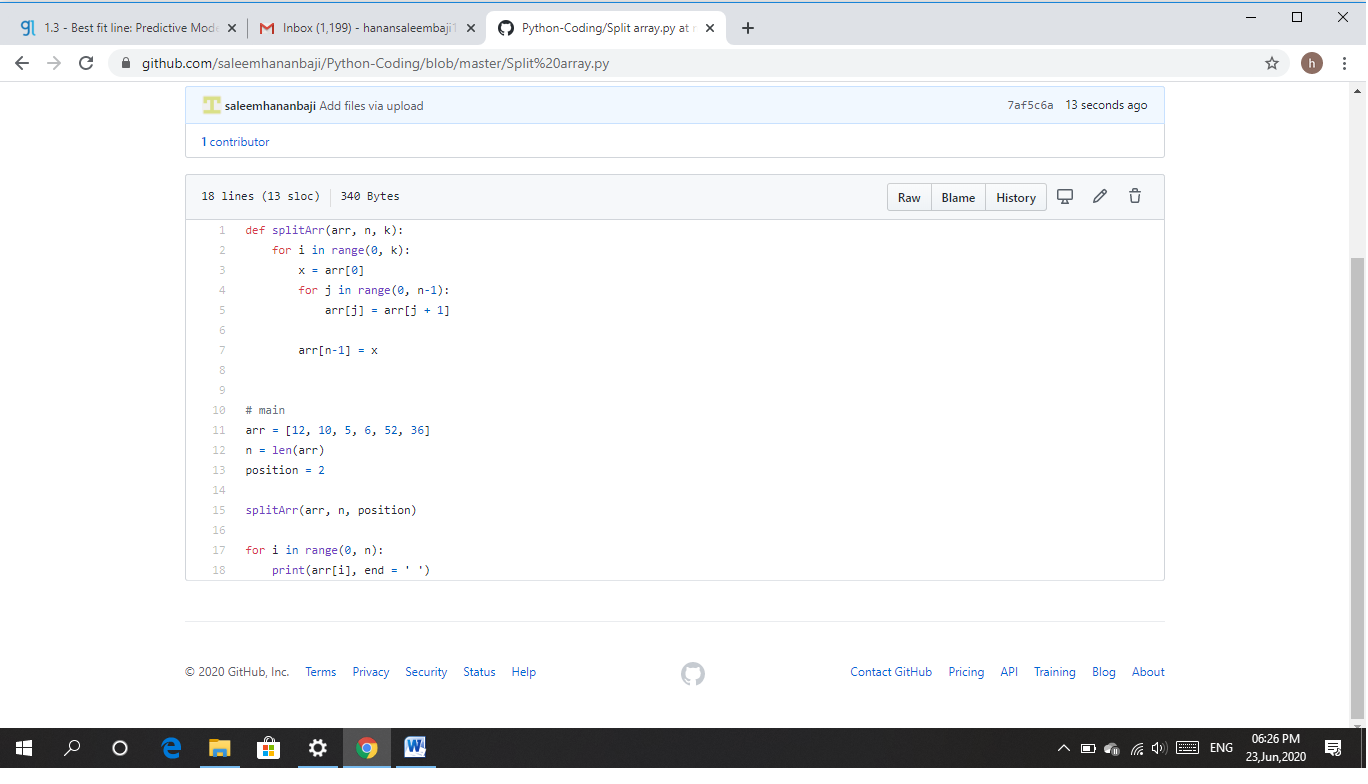 1.3 - Best fit line: Predictive Mode
Inbox (1,199) - hanansaleembaji1
Python-Coding/Split array.py at r
github.com/saleemhananbaji/Python-Coding/blob/master/Split%20array.py
h
saleemhananbaji Add files via upload 7af5c6a 13 seconds ago
1 contributor
18 lines (13 sloc) 340 Bytes Raw Blame History
1 def splitArr(arr, n, k):
2     for i in range(0, k):
3         x = arr[0]
4         for j in range(0, n-1):
5             arr[j] = arr[j + 1]
6
7         arr[n-1] = x
8
9
10 # main
11 arr = [12, 10, 5, 6, 52, 36]
12 n = len(arr)
13 position = 2
14
15 splitArr(arr, n, position)
16
17 for i in range(0, n):
18     print(arr[i], end = ' ')
© 2020 GitHub, Inc. Terms Privacy Security Status Help Contact GitHub Pricing API Training Blog About
ENG
06:26 PM
23,Jun,2020